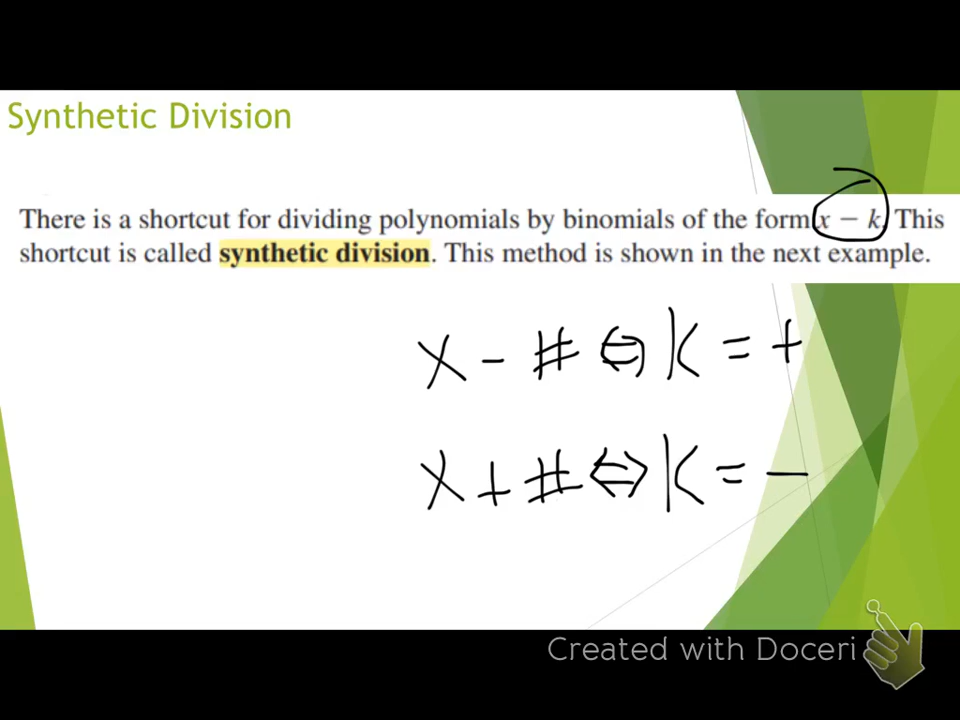 Synthetic Division
There is a shortcut for dividing polynomials by binomials of the form x − k. This
shortcut is called synthetic division. This method is shown in the next example.
x - # ⇔ k = +
x + # ⇔ k = -
Created with Doceri